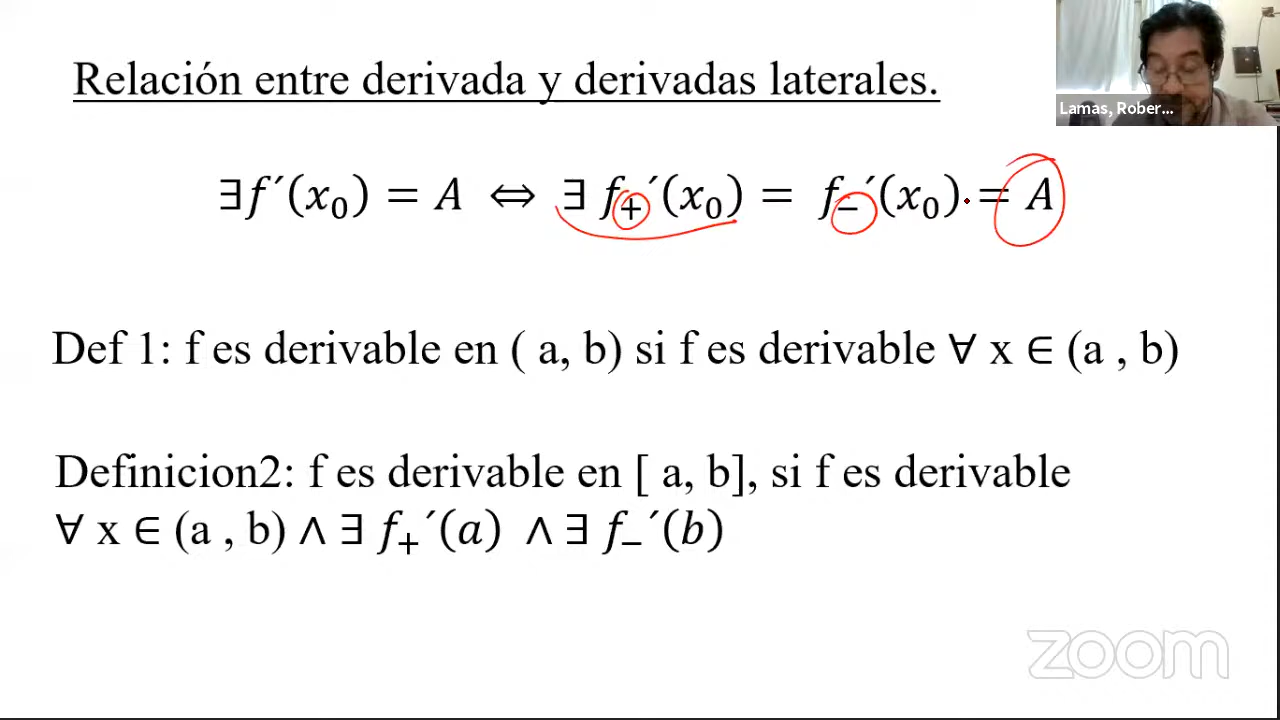 Relación entre derivada y derivadas laterales.
Lamas, Rober...
∃f´(x₀) = A ⇔ ∃ f₊´(x₀) = f₋´(x₀) = A
Def 1: f es derivable en ( a, b) si f es derivable ∀ x ∈ (a , b)
Definicion2: f es derivable en [ a, b], si f es derivable
∀ x ∈ (a , b) ∧ ∃ f₊´(a) ∧ ∃ f₋´(b)
zoom